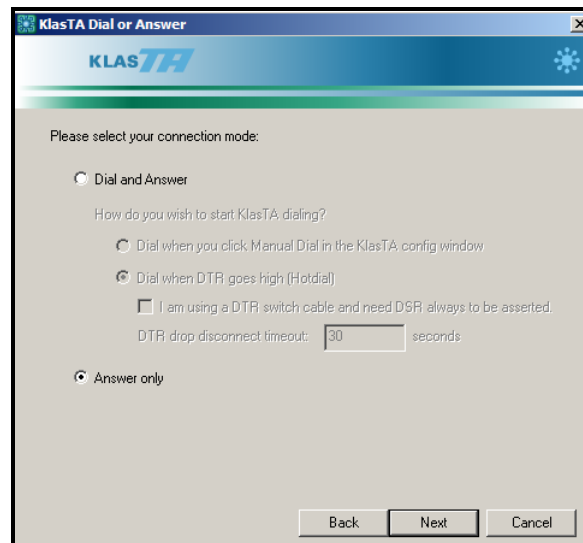 KlasTA Dial or Answer
KLAS TA
Please select your connection mode:
Dial and Answer
How do you wish to start KlasTA dialing?
Dial when you click Manual Dial in the KlasTA config window
Dial when DTR goes high (Hotdial)
I am using a DTR switch cable and need DSR always to be asserted.
DTR drop disconnect timeout: 30 seconds
Answer only
Back Next Cancel